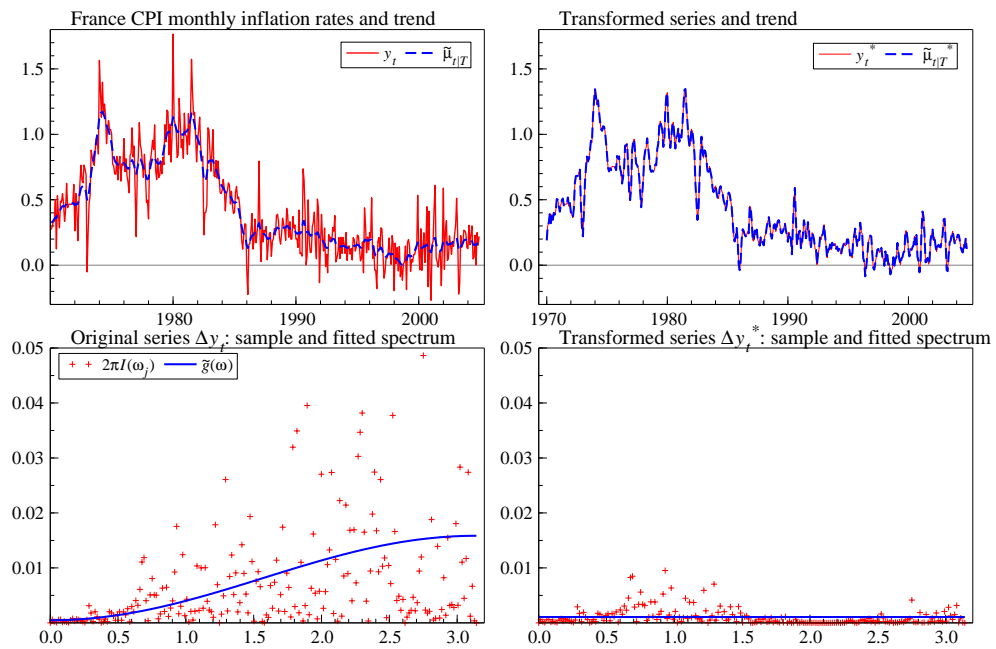 France CPI monthly inflation rates and trend
y_t  μ̃_{t|T}
1.5
1.0
0.5
0.0
1980 1990 2000
Transformed series and trend
y_t^*  μ̃_{t|T}^*
1.5
1.0
0.5
0.0
1970 1980 1990 2000
Original series Δy_t: sample and fitted spectrum
2πI(ω_j)  g̃(ω)
0.05
0.04
0.03
0.02
0.01
0.0 0.5 1.0 1.5 2.0 2.5 3.0
Transformed series Δy_t^*: sample and fitted spectrum
0.05
0.04
0.03
0.02
0.01
0.0 0.5 1.0 1.5 2.0 2.5 3.0